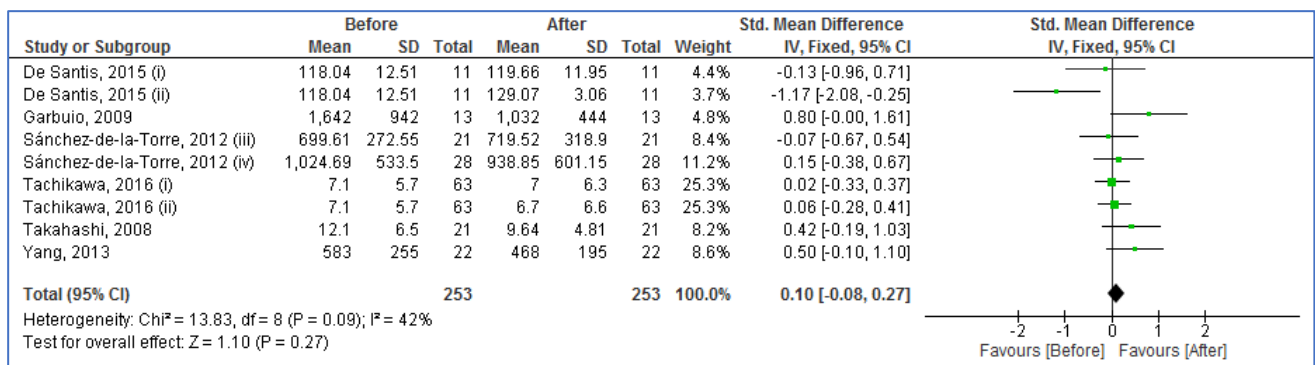 Before After Std. Mean Difference Std. Mean Difference
Study or Subgroup Mean SD Total Mean SD Total Weight IV, Fixed, 95% CI IV, Fixed, 95% CI
De Santis, 2015 (i) 118.04 12.51 11 119.66 11.95 11 4.4% -0.13 [-0.96, 0.71]
De Santis, 2015 (ii) 118.04 12.51 11 129.07 3.06 11 3.7% -1.17 [-2.08, -0.25]
Garbuio, 2009 1,642 942 13 1,032 444 13 4.8% 0.80 [-0.00, 1.61]
Sánchez-de-la-Torre, 2012 (iii) 699.61 272.55 21 719.52 318.9 21 8.4% -0.07 [-0.67, 0.54]
Sánchez-de-la-Torre, 2012 (iv) 1,024.69 533.5 28 938.85 601.15 28 11.2% 0.15 [-0.38, 0.67]
Tachikawa, 2016 (i) 7.1 5.7 63 7 6.3 63 25.3% 0.02 [-0.33, 0.37]
Tachikawa, 2016 (ii) 7.1 5.7 63 6.7 6.6 63 25.3% 0.06 [-0.28, 0.41]
Takahashi, 2008 12.1 6.5 21 9.64 4.81 21 8.2% 0.42 [-0.19, 1.03]
Yang, 2013 583 255 22 468 195 22 8.6% 0.50 [-0.10, 1.10]
Total (95% CI) 253 253 100.0% 0.10 [-0.08, 0.27]
Heterogeneity: Chi² = 13.83, df = 8 (P = 0.09); I² = 42%
Test for overall effect: Z = 1.10 (P = 0.27)
-2 -1 0 1 2
Favours [Before] Favours [After]